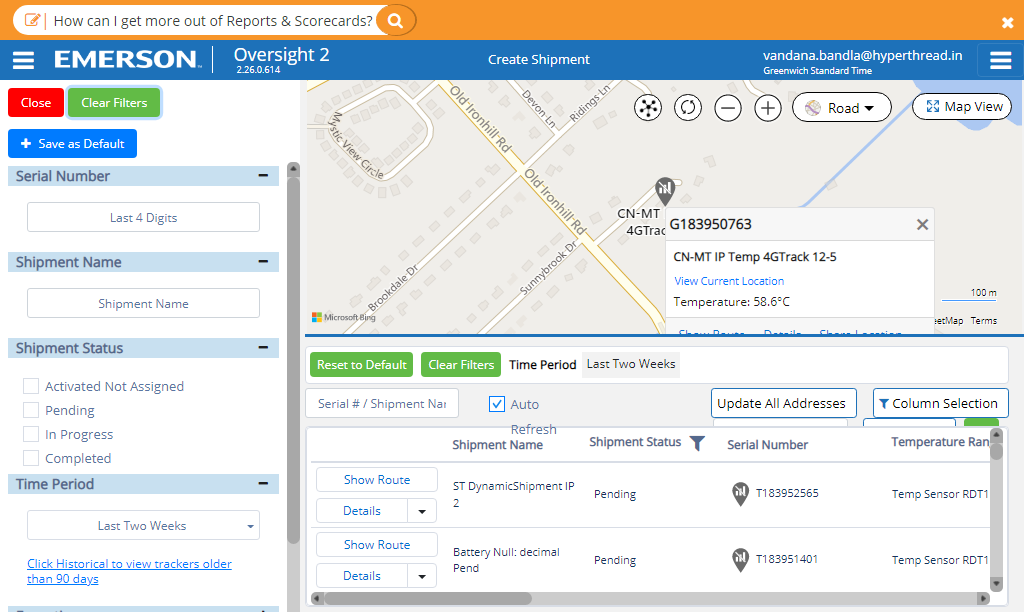 How can I get more out of Reports & Scorecards?
EMERSON
Oversight 2
2.26.0.614
Create Shipment
vandana.bandla@hyperthread.in
Greenwich Standard Time
Close
Clear Filters
Save as Default
Serial Number
Last 4 Digits
Shipment Name
Shipment Name
Shipment Status
Activated Not Assigned
Pending
In Progress
Completed
Time Period
Last Two Weeks
Click Historical to view trackers older
than 90 days
Old Ironhill Rd
Devon Ln
Ridings Ln
Mystic View Circle
Old Ironhill Rd
Brookdale Dr
Sunnybrook Dr
Road
Map View
CN-MT
4GTrac
G183950763
CN-MT IP Temp 4GTrack 12-5
View Current Location
Temperature: 58.6°C
Show Route
Details
Share Location
100 m
eetMap
Terms
Microsoft Bing
Reset to Default
Clear Filters
Time Period
Last Two Weeks
Serial # / Shipment Nar
Auto
Refresh
Update All Addresses
Column Selection
Shipment Name
Shipment Status
Serial Number
Temperature Ran
Show Route
Details
ST DynamicShipment IP
2
Pending
T183952565
Temp Sensor RDT1
Show Route
Details
Battery Null: decimal
Pend
Pending
T183951401
Temp Sensor RDT1